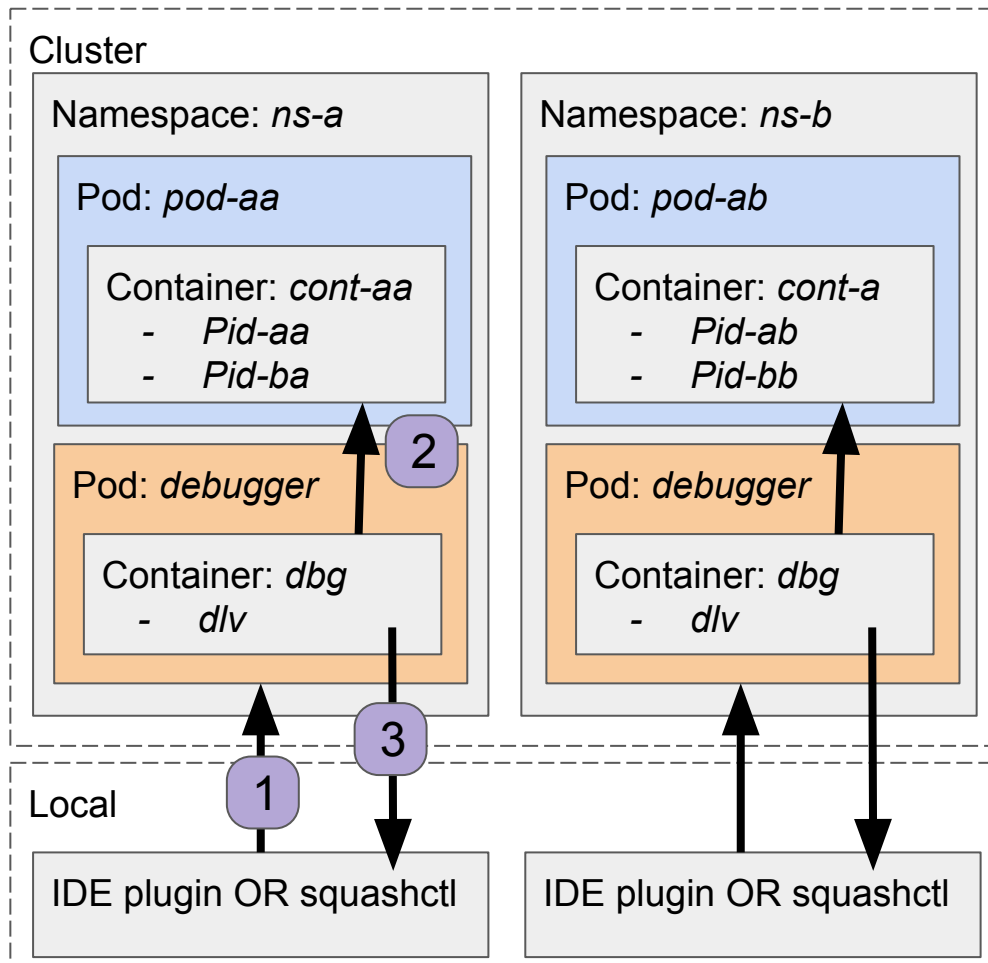 Cluster
Namespace: ns-a
Pod: pod-aa
Container: cont-aa
- Pid-aa
- Pid-ba
2
Pod: debugger
Container: dbg
- dlv
3
1
Namespace: ns-b
Pod: pod-ab
Container: cont-a
- Pid-ab
- Pid-bb
Pod: debugger
Container: dbg
- dlv
Local
IDE plugin OR squashctl
IDE plugin OR squashctl